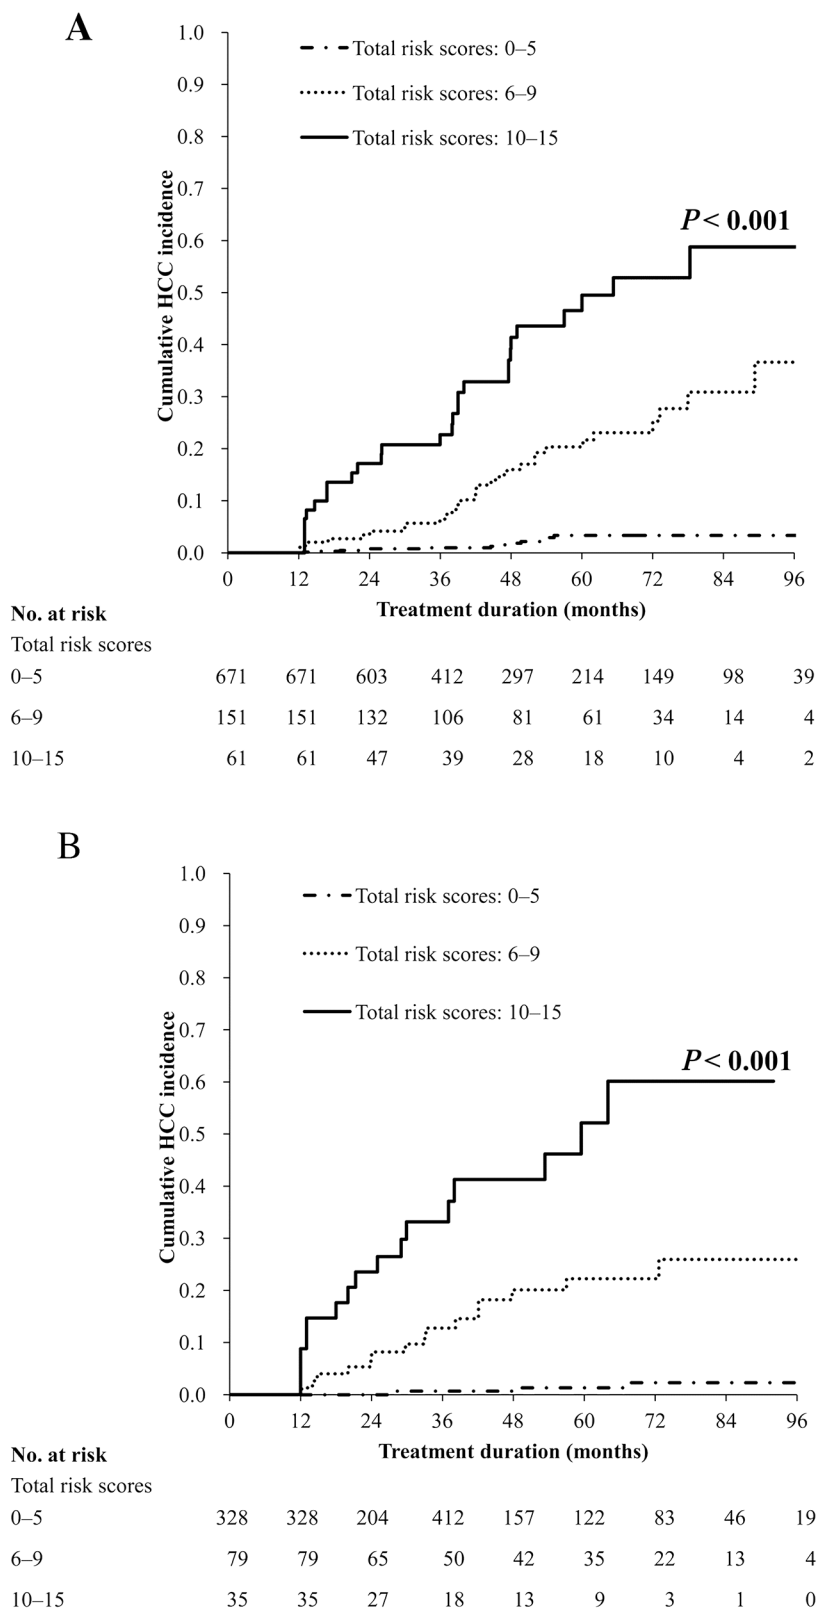 A
1.0
0.9
0.8
0.7
0.6
0.5
0.4
0.3
0.2
0.1
0.0
Cumulative HCC incidence
Total risk scores: 0–5
Total risk scores: 6–9
Total risk scores: 10–15
P < 0.001
0 12 24 36 48 60 72 84 96
Treatment duration (months)
No. at risk
Total risk scores
0–5 671 671 603 412 297 214 149 98 39
6–9 151 151 132 106 81 61 34 14 4
10–15 61 61 47 39 28 18 10 4 2
B
1.0
0.9
0.8
0.7
0.6
0.5
0.4
0.3
0.2
0.1
0.0
Cumulative HCC incidence
Total risk scores: 0–5
Total risk scores: 6–9
Total risk scores: 10–15
P < 0.001
0 12 24 36 48 60 72 84 96
Treatment duration (months)
No. at risk
Total risk scores
0–5 328 328 204 412 157 122 83 46 19
6–9 79 79 65 50 42 35 22 13 4
10–15 35 35 27 18 13 9 3 1 0